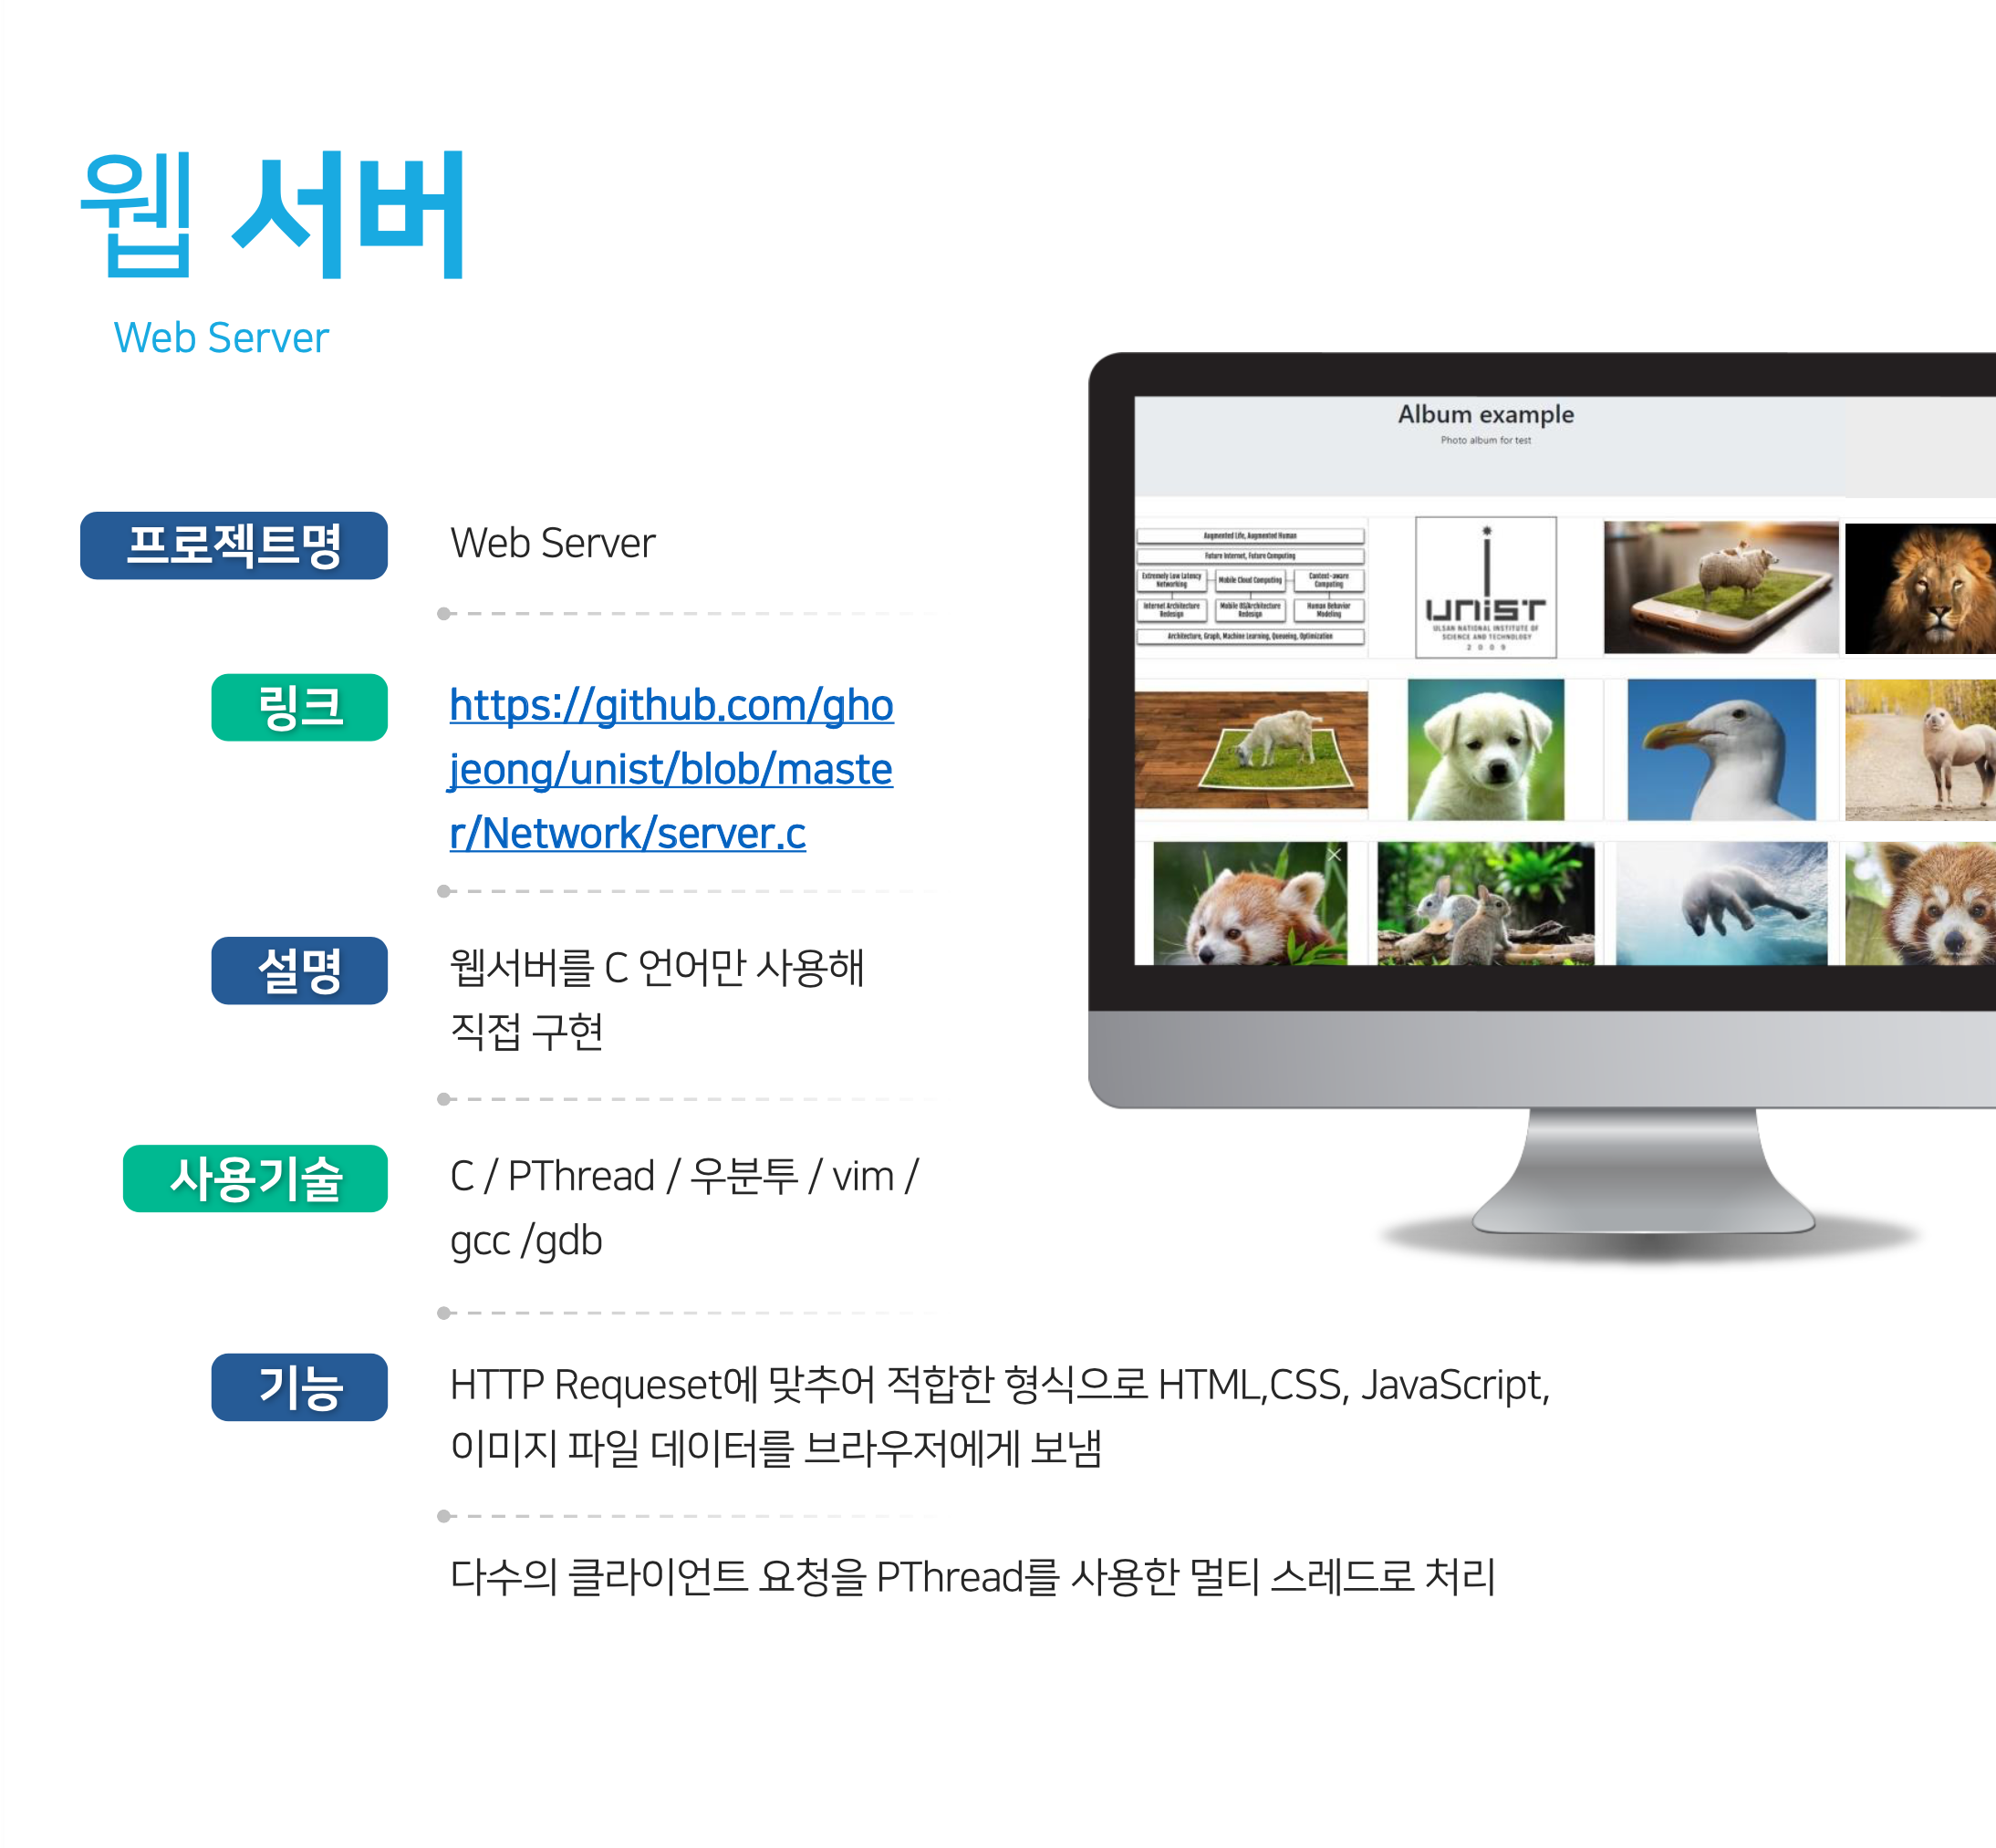 웹 서버
Web Server
프로젝트명
Web Server
링크
https://github.com/gho
jeong/unist/blob/maste
r/Network/server.c
설명
웹서버를 C 언어만 사용해
직접 구현
사용기술
C / PThread / 우분투 / vim /
gcc /gdb
기능
HTTP Requeset에 맞추어 적합한 형식으로 HTML,CSS, JavaScript,
이미지 파일 데이터를 브라우저에게 보냄
다수의 클라이언트 요청을 PThread를 사용한 멀티 스레드로 처리
Album example
Photo album for test
Augmented Life, Augmented Human
Future Internet, Future Computing
Extremely Low Latency
Networking
Mobile Cloud Computing
Context-aware
Computing
Internet Architecture
Redesign
Mobile OS/Architecture
Redesign
Human Behavior
Modeling
Architecture, Graph, Machine Learning, Queueing, Optimization
UNIST
ULSAN NATIONAL INSTITUTE OF
SCIENCE AND TECHNOLOGY
2 0 0 9